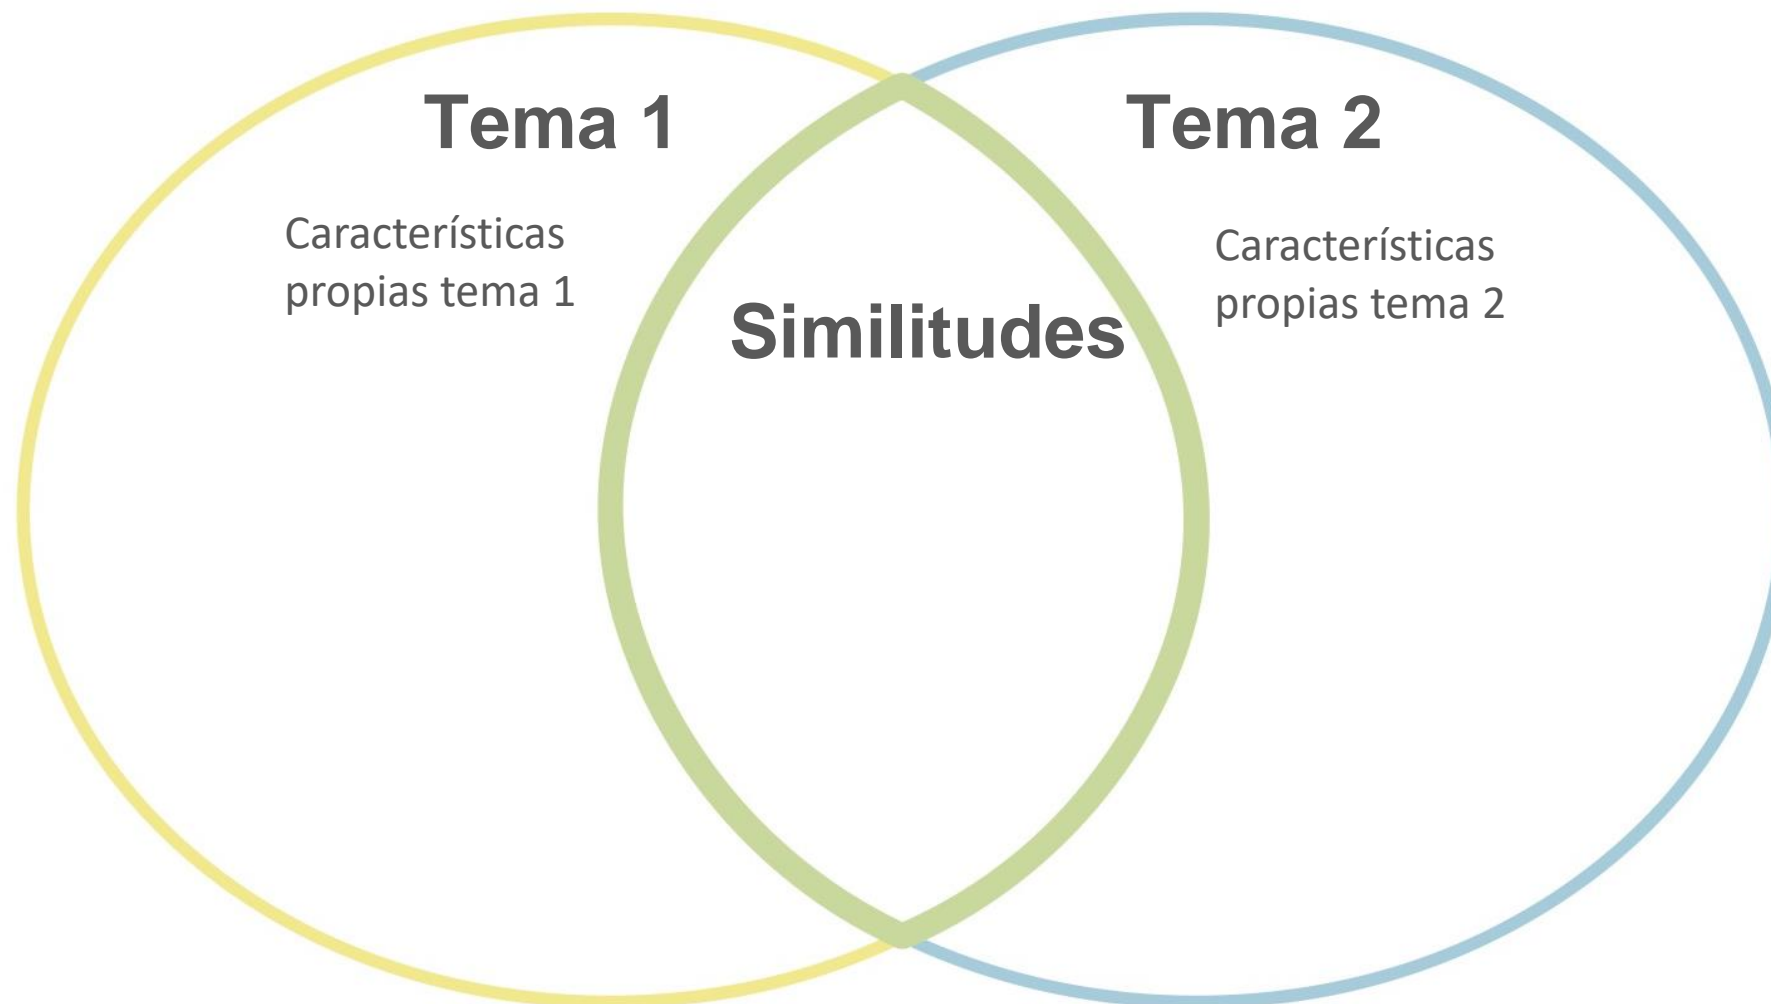 Tema 1
Características
propias tema 1
Similitudes
Tema 2
Características
propias tema 2